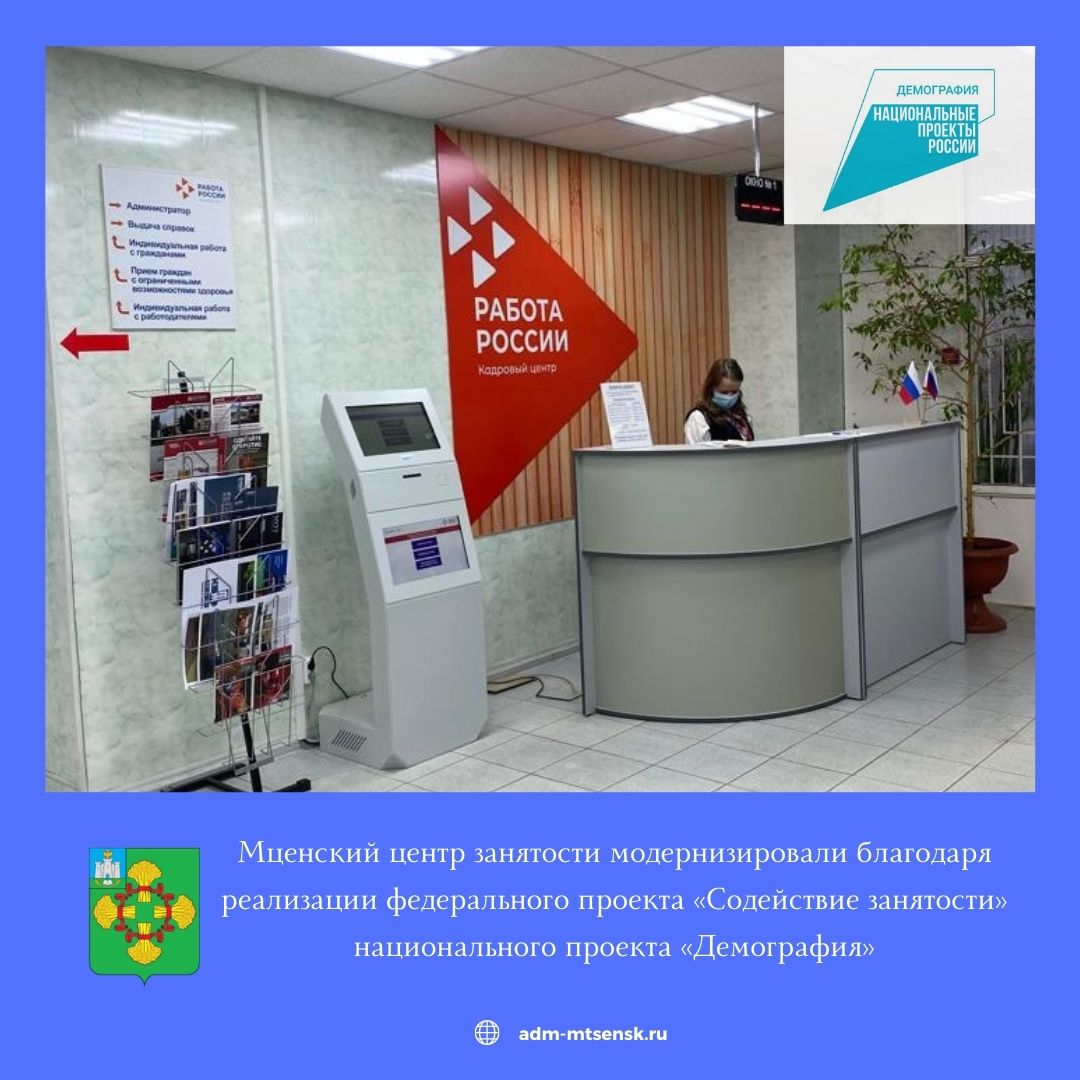 ДЕМОГРАФИЯ
НАЦИОНАЛЬНЫЕ
ПРОЕКТЫ
РОССИИ
ОКНО № 1
РАБОТА
РОССИИ
Администратор
Выдача справок
Индивидуальная работа
с гражданами
Прием граждан
с ограниченными
возможностями здоровья
Индивидуальная работа
с работодателями
РАБОТА
РОССИИ
Кадровый центр
Мценский центр занятости модернизировали благодаря
реализации федерального проекта «Содействие занятости»
национального проекта «Демография»
adm-mtsensk.ru